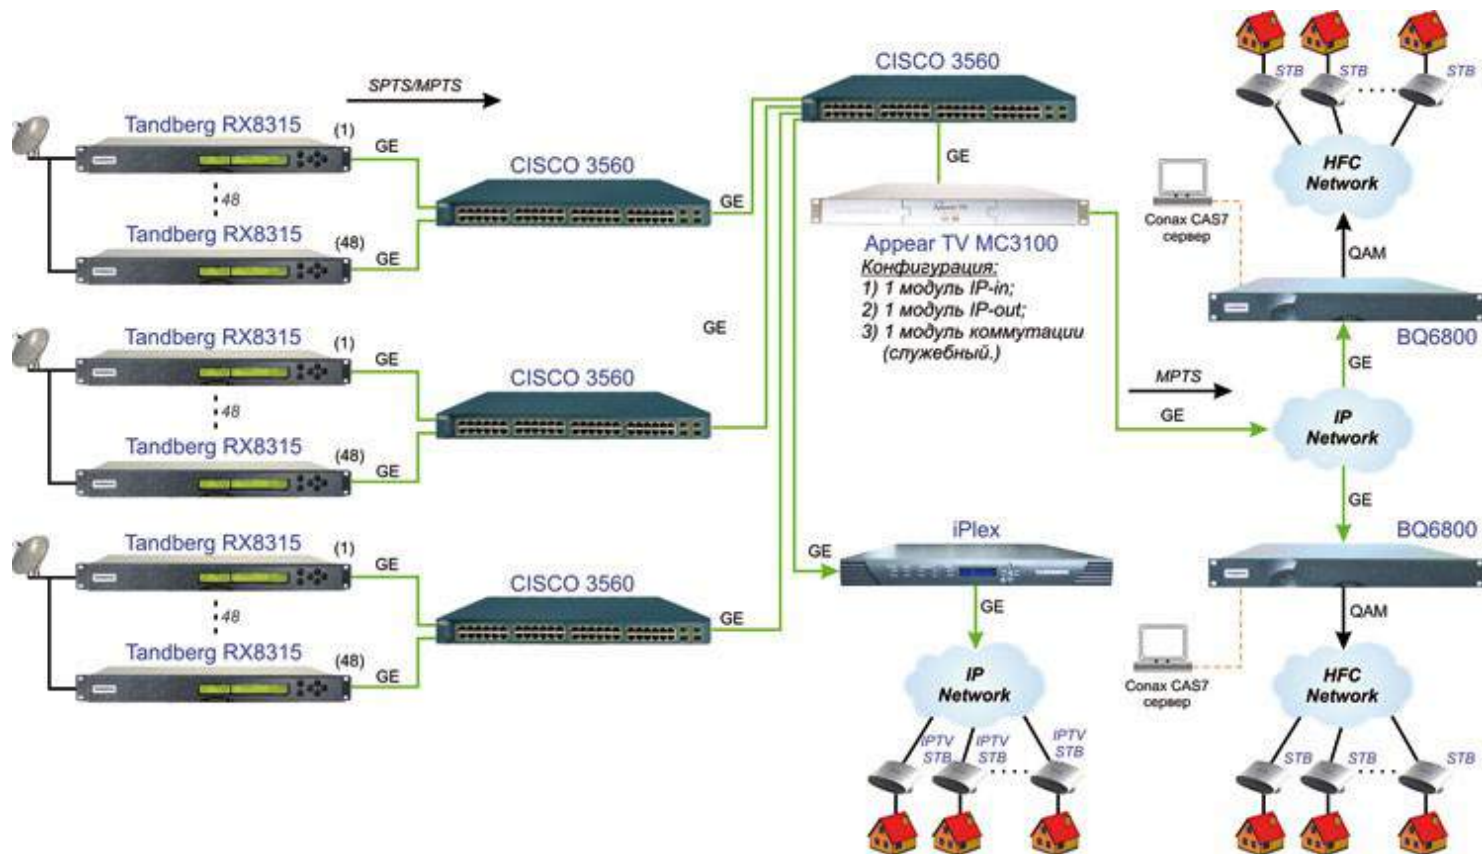 CISCO 3560
SPTS/MPTS
Tandberg RX8315
(1)
GE
48
Tandberg RX8315
(48)
GE
CISCO 3560
GE
GE
Appear TV
Appear TV MC3100
Конфигурация:
1) 1 модуль IP-in;
2) 1 модуль IP-out;
3) 1 модуль коммутации
(служебный.)
STB
STB
STB
HFC
Network
Conax CAS7
сервер
QAM
BQ6800
GE
Tandberg RX8315
(1)
GE
48
Tandberg RX8315
(48)
GE
CISCO 3560
GE
MPTS
GE
IP
Network
GE
Tandberg RX8315
(1)
GE
48
Tandberg RX8315
(48)
GE
CISCO 3560
GE
iPlex
GE
GE
IP
Network
IPTV
STB
IPTV
STB
IPTV
STB
BQ6800
QAM
Conax CAS7
сервер
HFC
Network
STB
STB
STB